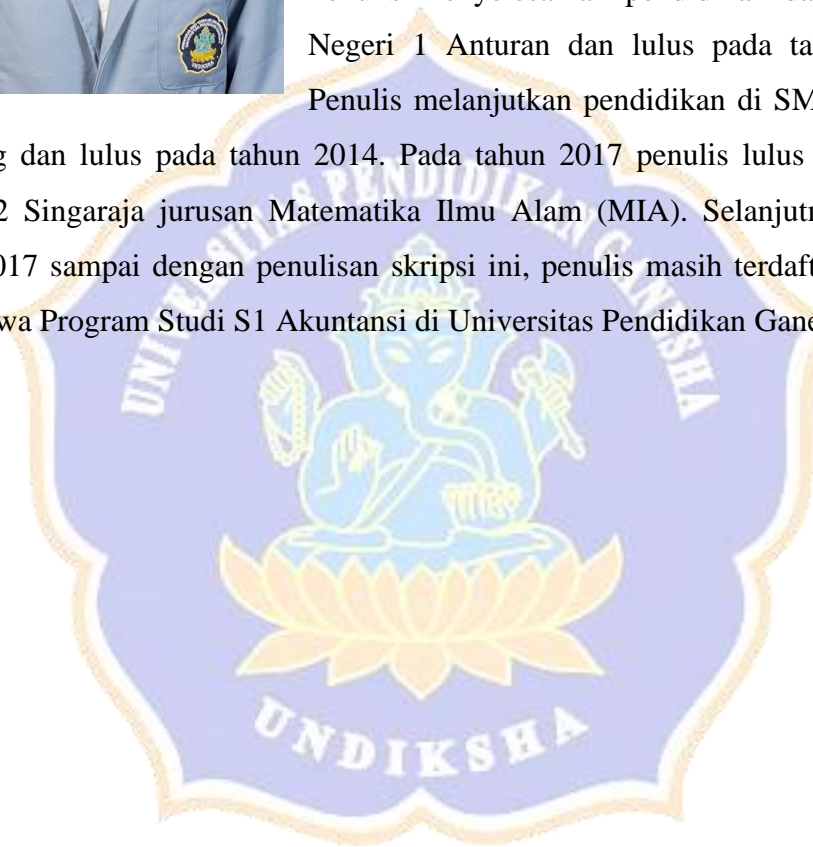 Negeri 1 Anturan dan lulus pada ta
Penulis melanjutkan pendidikan di SM
g dan lulus pada tahun 2014. Pada tahun 2017 penulis lulus
2 Singaraja jurusan Matematika Ilmu Alam (MIA). Selanjutn
017 sampai dengan penulisan skripsi ini, penulis masih terdaft
wa Program Studi S1 Akuntansi di Universitas Pendidikan Gane
UNIVERSITAS PENDIDIKAN GANESHA
UNDIKSHA
UNDIKSHA